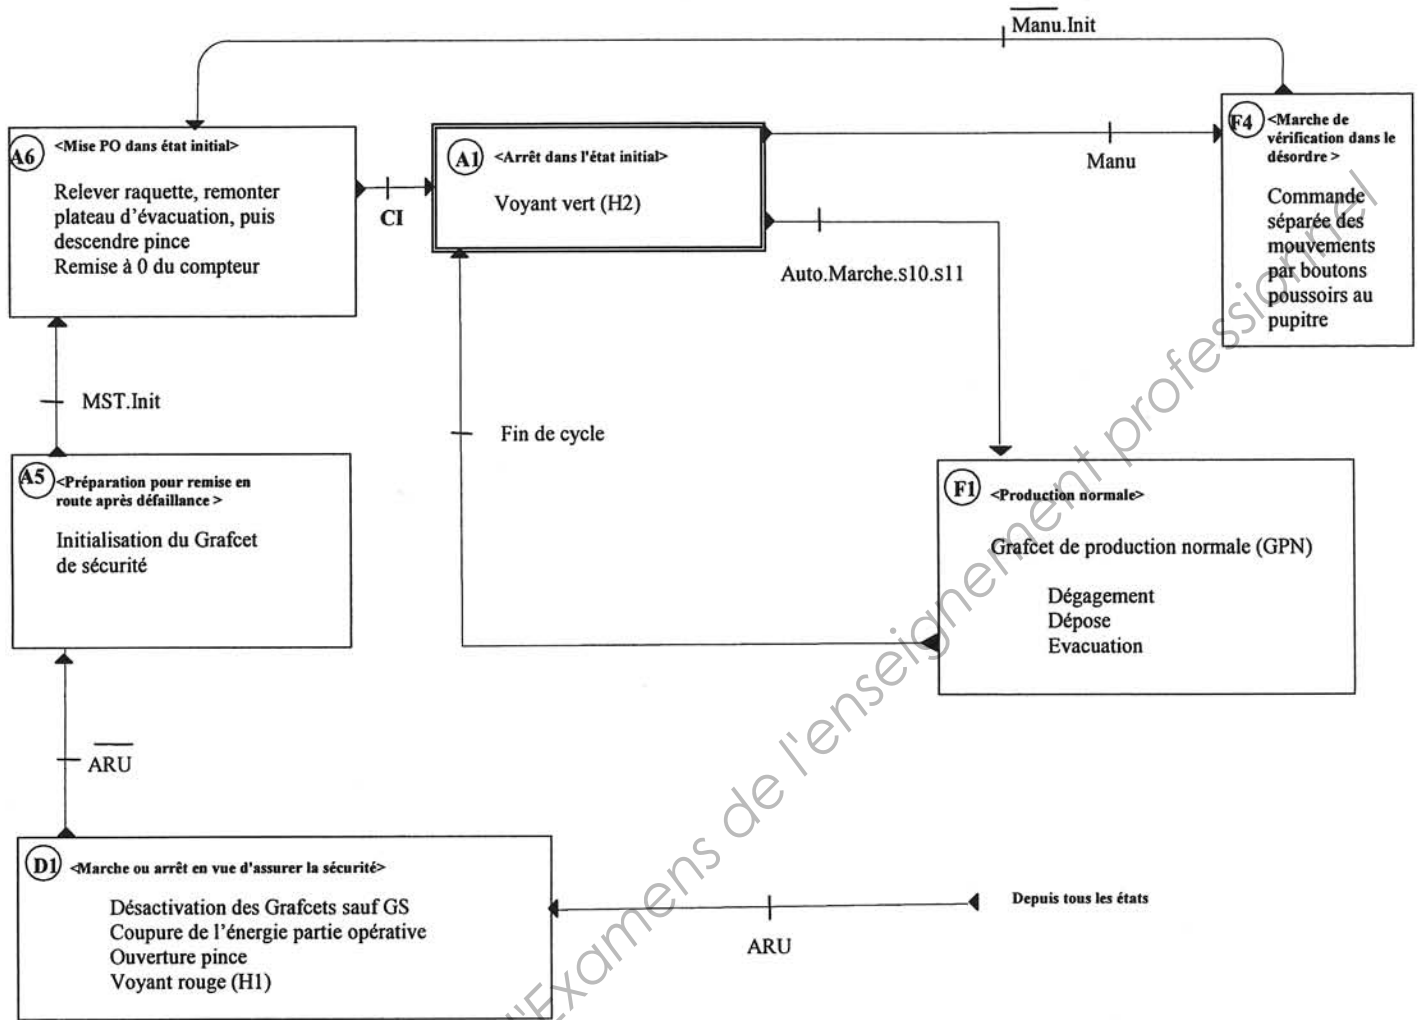 Manu.Init
A6
<Mise PO dans état initial>
Relever raquette, remonter
plateau d'évacuation, puis
descendre pince
Remise à 0 du compteur
CI
A1
<Arrêt dans l'état initial>
Voyant vert (H2)
Manu
Auto.Marche.s10.s11
F4
<Marche de
vérification dans le
désordre >
Commande
séparée des
mouvements
par boutons
poussoirs au
pupitre
MST.Init
Fin de cycle
A5
<Préparation pour remise en
route après défaillance >
Initialisation du Grafcet
de sécurité
F1
<Production normale>
Grafcet de production normale (GPN)
Dégagement
Dépose
Evacuation
ARU
D1
<Marche ou arrêt en vue d'assurer la sécurité>
Désactivation des Grafcets sauf GS
Coupure de l'énergie partie opérative
Ouverture pince
Voyant rouge (H1)
ARU
Depuis tous les états
d'Examens de l'enseignement professionnel